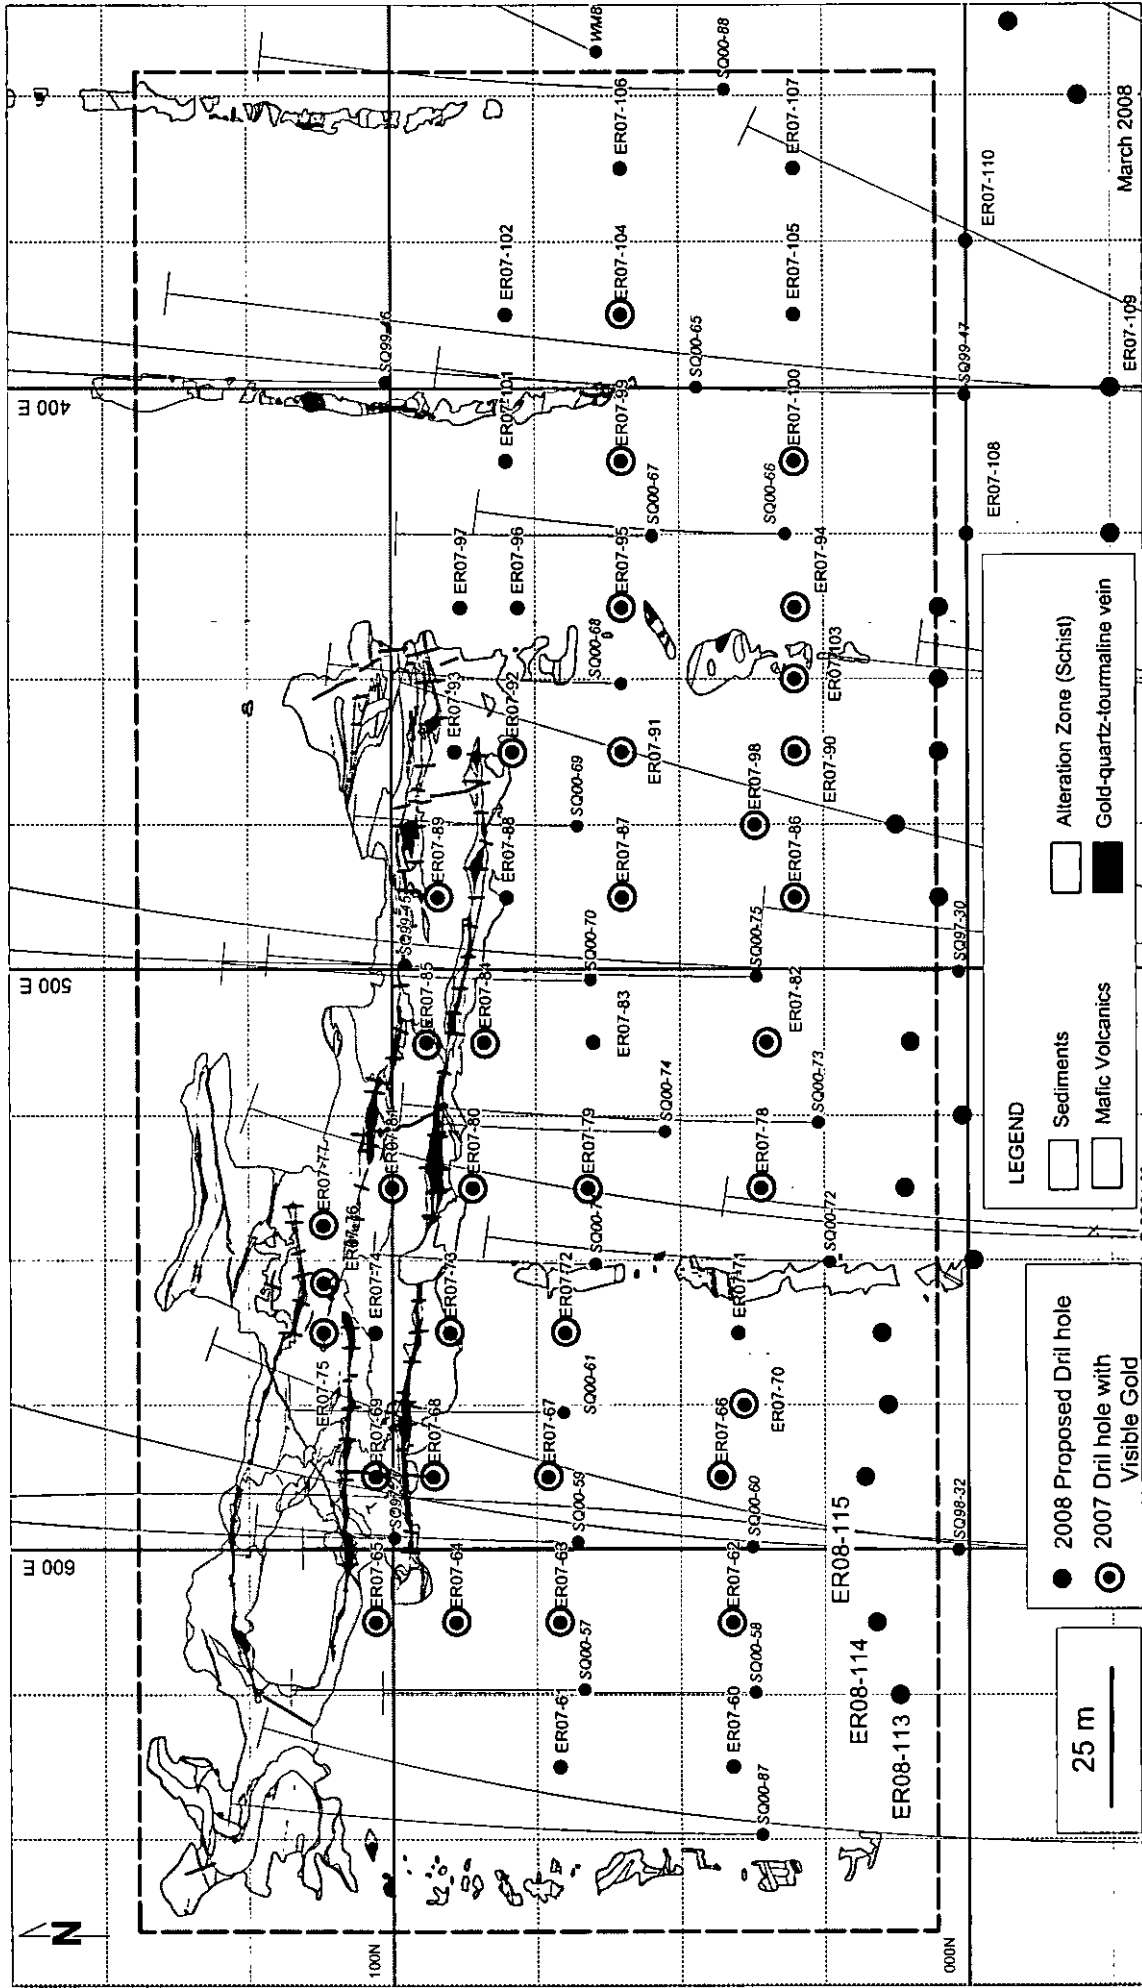 WM8
SQ00-88
ER07-106
ER07-107
March 2008
ER07-110
ER07-102
ER07-104
ER07-105
SQ00-65
SQ99-47
ER07-109
400 E
ER07-101
ER07-99
ER07-100
SQ00-67
SQ00-66
ER07-108
ER07-97
ER07-96
ER07-95
ER07-94
SQ00-68
ER07-93
ER07-92
ER07-91
ER07-90
SQ00-69
ER07-98
ER07-89
ER07-88
ER07-87
ER07-86
SQ99-45
SQ00-70
SQ00-75
SQ97-30
500 E
ER07-85
ER07-84
ER07-83
ER07-82
SQ00-74
SQ00-73
ER07-81
ER07-80
ER07-79
ER07-78
ER07-77
SQ00-72
ER07-76
ER07-74
ER07-73
ER07-72
ER07-71
ER07-75
SQ00-61
ER07-70
ER07-69
ER07-68
ER07-67
ER07-66
SQ00-59
SQ00-60
SQ98-32
ER08-115
600 E
ER07-65
ER07-64
ER07-63
ER07-62
SQ00-57
SQ00-58
ER08-114
ER07-61
ER07-60
ER08-113
SQ00-87
N
100N
000N
LEGEND
Sediments
Alteration Zone (Schist)
Mafic Volcanics
Gold-quartz-tourmaline vein
2008 Proposed Dril hole
2007 Dril hole with
Visible Gold
25 m